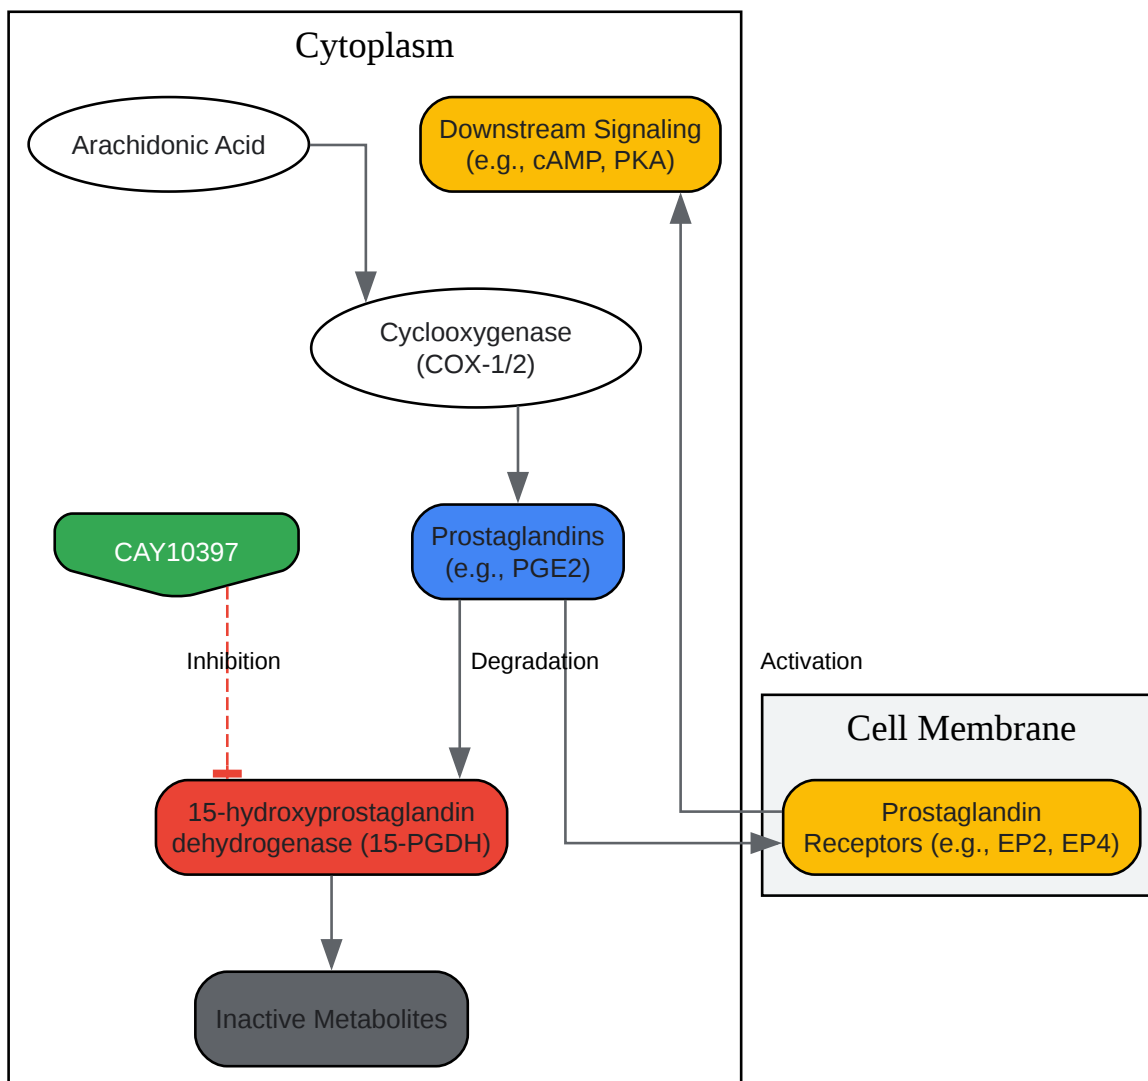 Cytoplasm
Arachidonic Acid
Downstream Signaling
(e.g., cAMP, PKA)
Cyclooxygenase
(COX-1/2)
CAY10397
Prostaglandins
(e.g., PGE2)
Inhibition
Degradation
Activation
Cell Membrane
15-hydroxyprostaglandin
dehydrogenase (15-PGDH)
Prostaglandin
Receptors (e.g., EP2, EP4)
Inactive Metabolites